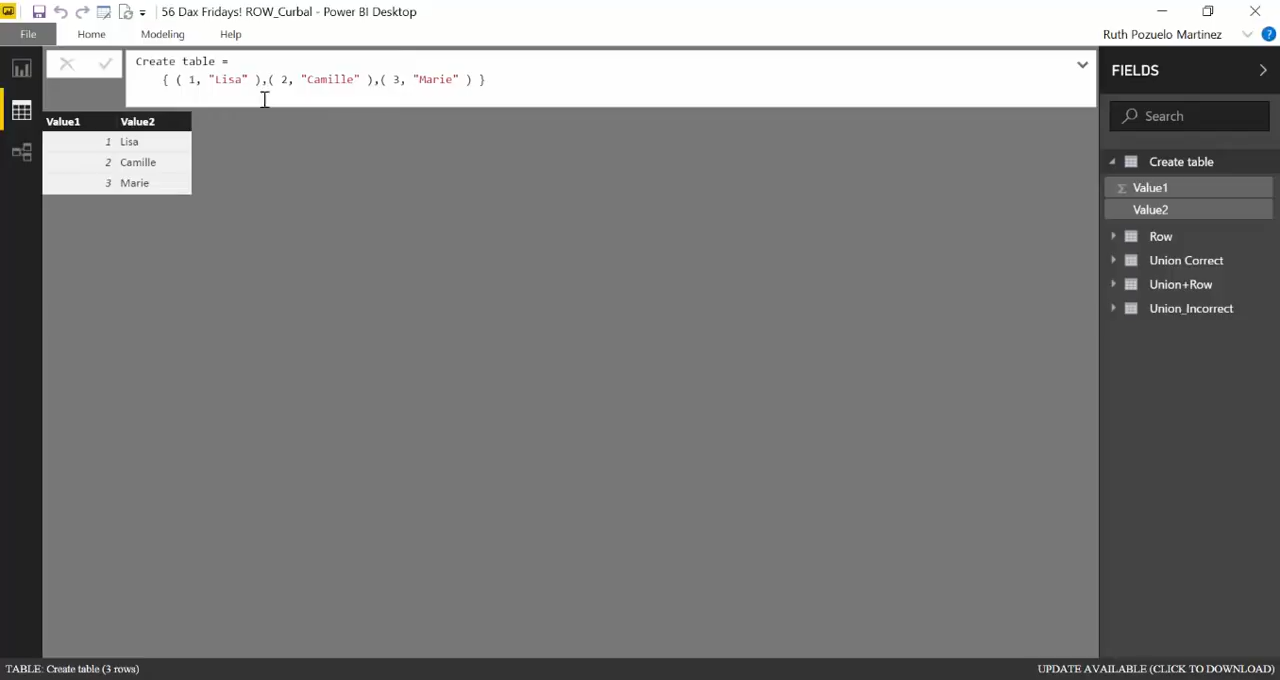 56 Dax Fridays! ROW_Curbal - Power BI Desktop
File Home Modeling Help Ruth Pozuelo Martinez ?
Create table =
{ ( 1, "Lisa" ),( 2, "Camille" ),( 3, "Marie" ) }
Value1 Value2
1 Lisa
2 Camille
3 Marie
FIELDS
Search
Create table
Σ Value1
Value2
Row
Union Correct
Union+Row
Union_Incorrect
TABLE: Create table (3 rows) UPDATE AVAILABLE (CLICK TO DOWNLOAD)